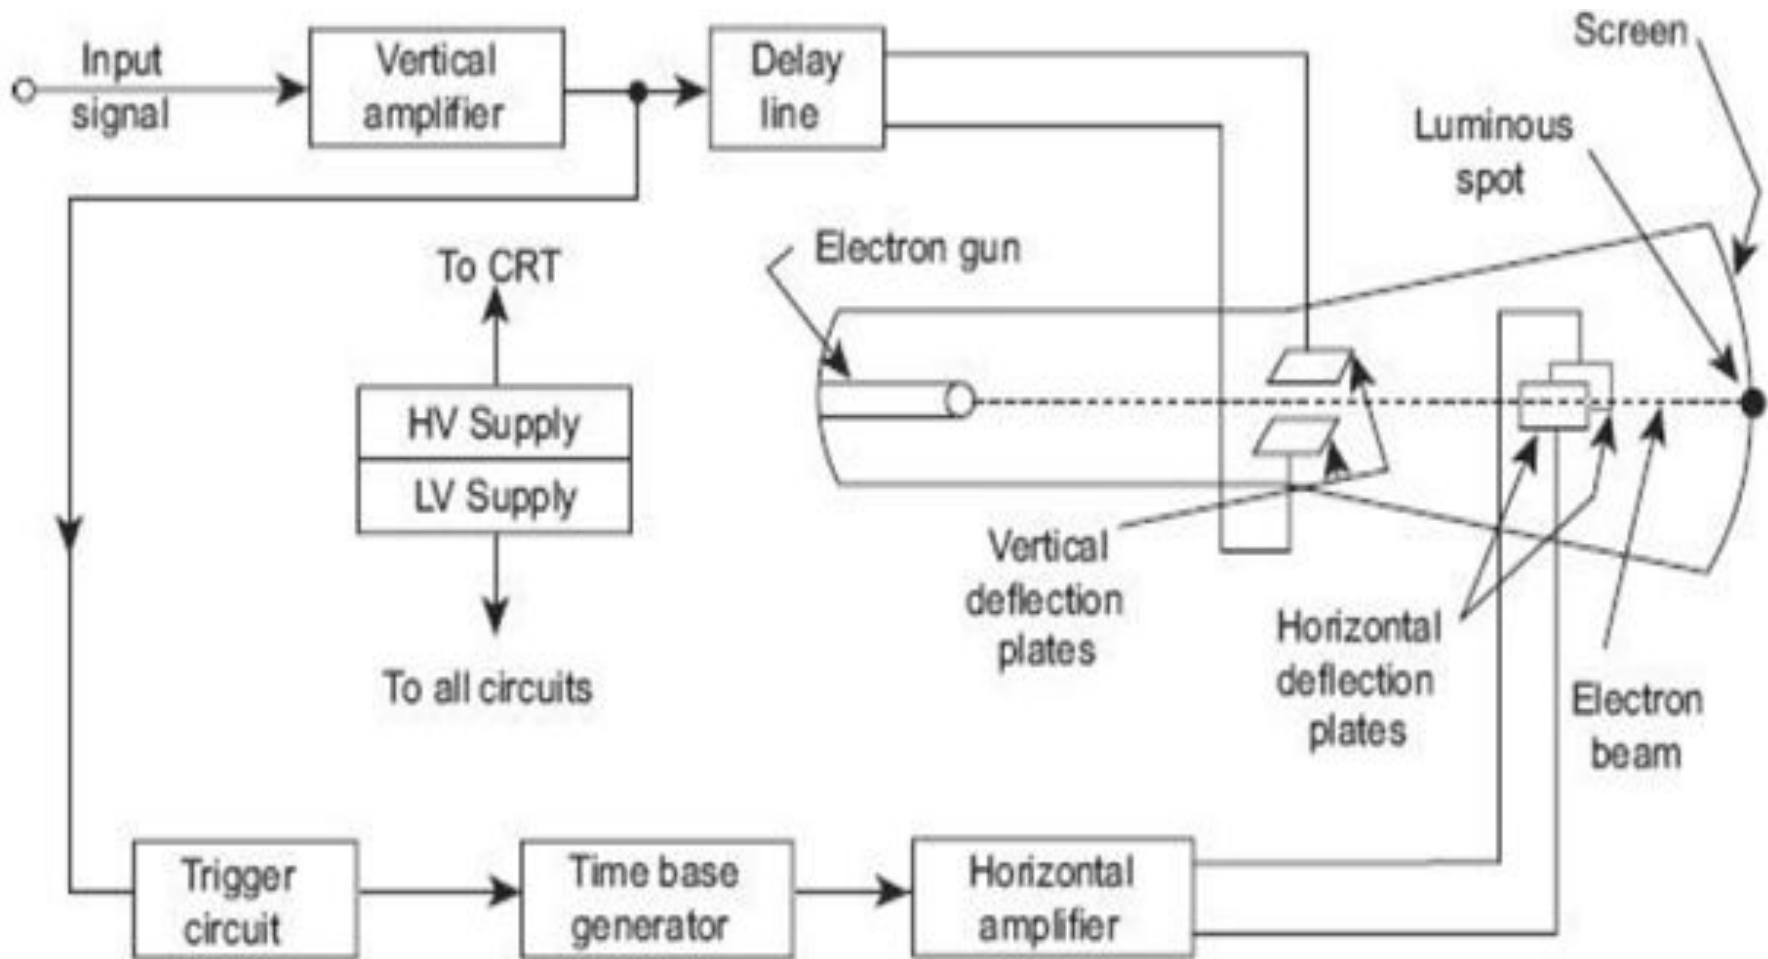 Input
signal
Vertical
amplifier
Delay
line
Screen
Luminous
spot
Electron gun
To CRT
HV Supply
LV Supply
To all circuits
Vertical
deflection
plates
Horizontal
deflection
plates
Electron
beam
Trigger
circuit
Time base
generator
Horizontal
amplifier